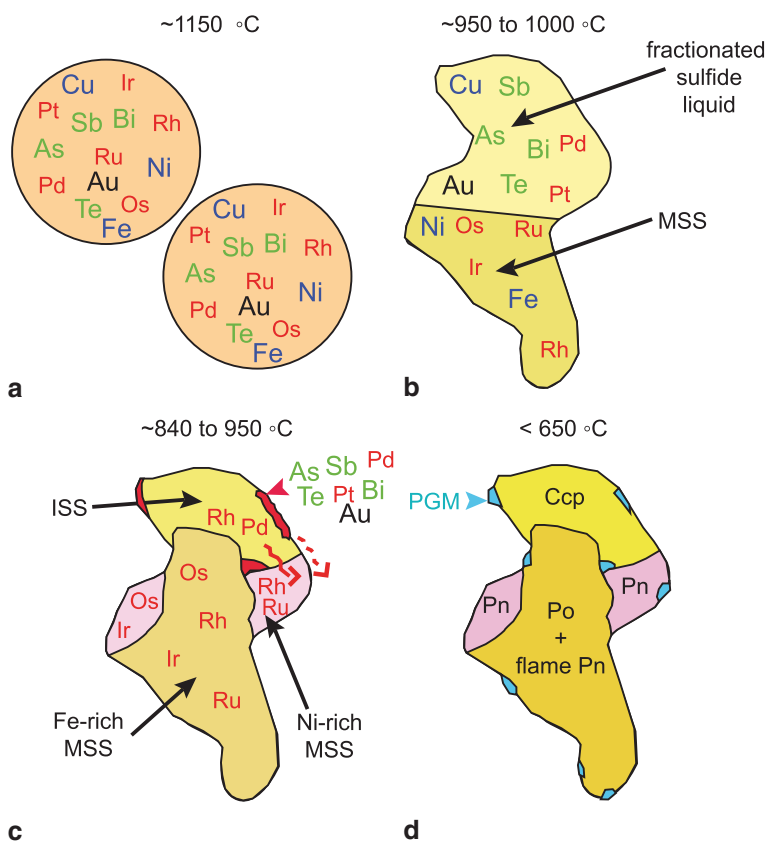 ~1150 °C
Cu Ir
Pt Sb Bi Rh
As Ru Ni
Pd Au
Te Os
Fe
Cu Ir
Pt Sb Bi Rh
As Ru Ni
Pd Au
Te Os
Fe
a
~950 to 1000 °C
fractionated
sulfide
liquid
Cu Sb
As Bi Pd
Au Te Pt
Ni Os Ru
MSS
Ir
Fe
Rh
b
~840 to 950 °C
As Sb Pd
Te Pt Bi
Au
ISS
Rh Pd
Os
Os Rh
Ir Rh Ru
Ir
Ru
Fe-rich
MSS
Ni-rich
MSS
c
< 650 °C
PGM
Ccp
Pn
Pn
Po
+
flame Pn
d